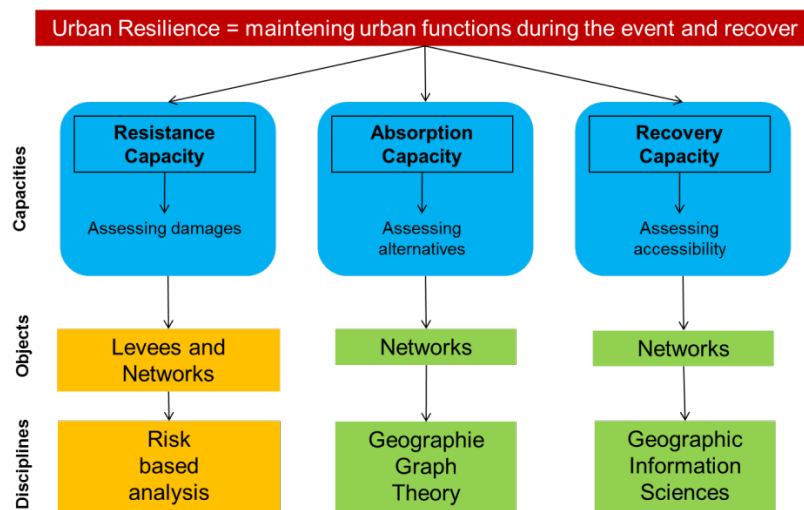 Urban Resilience = maintening urban functions during the event and recover
Capacities
Resistance
Capacity
Assessing damages
Absorption
Capacity
Assessing
alternatives
Recovery
Capacity
Assessing
accessibility
Objects
Levees and
Networks
Networks
Networks
Disciplines
Risk
based
analysis
Geographie
Graph
Theory
Geographic
Information
Sciences